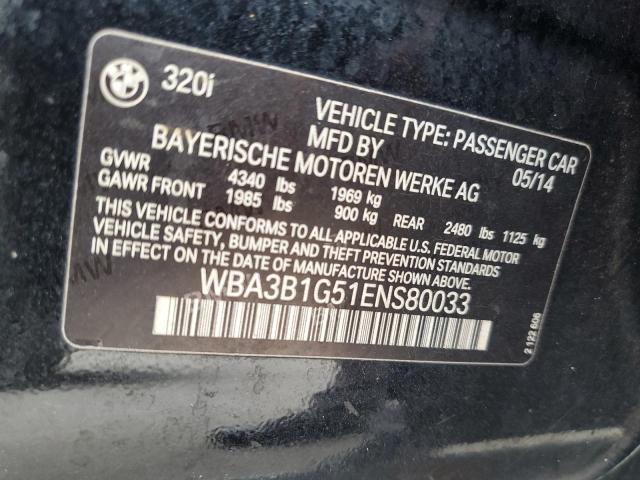 BMW 320i
VEHICLE TYPE: PASSENGER CAR
MFD BY 05/14
BAYERISCHE MOTOREN WERKE AG
GVWR 4340 lbs 1969 kg
GAWR FRONT 1985 lbs 900 kg REAR 2480 lbs 1125 kg
THIS VEHICLE CONFORMS TO ALL APPLICABLE U.S. FEDERAL MOTOR
VEHICLE SAFETY, BUMPER AND THEFT PREVENTION STANDARDS
IN EFFECT ON THE DATE OF MANUFACTURE SHOWN ABOVE.
WBA3B1G51ENS80033
2 122 606